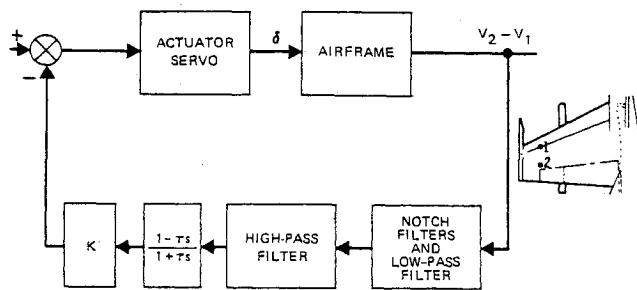 +
ACTUATOR
SERVO
δ
AIRFRAME
V₂ – V₁
–
1
2
K
1 – τs
1 + τs
HIGH–PASS
FILTER
NOTCH
FILTERS
AND
LOW–PASS
FILTER